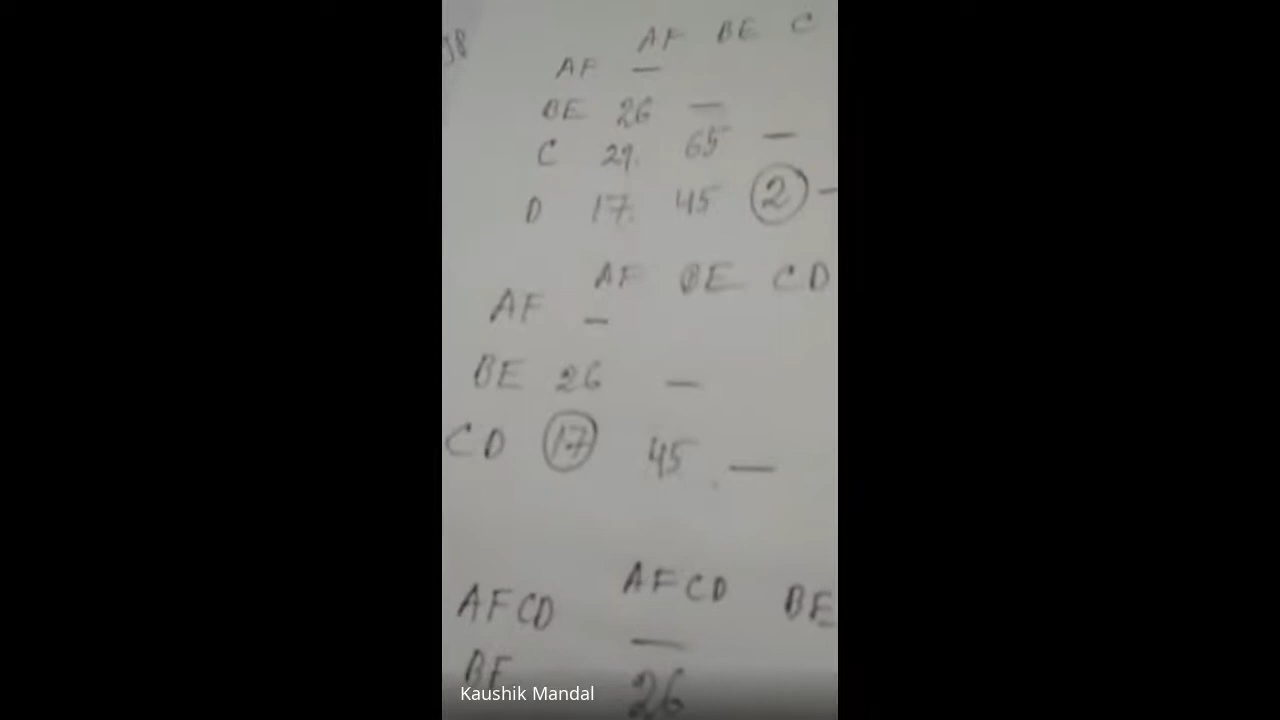 AF BE C
AF —
BE 26 —
C 29. 65 —
D 17. 45 2 —
AF BE CD
AF —
BE 26 —
CD 17 45 —
AFCD BE
AFCD —
BE 26
Kaushik Mandal